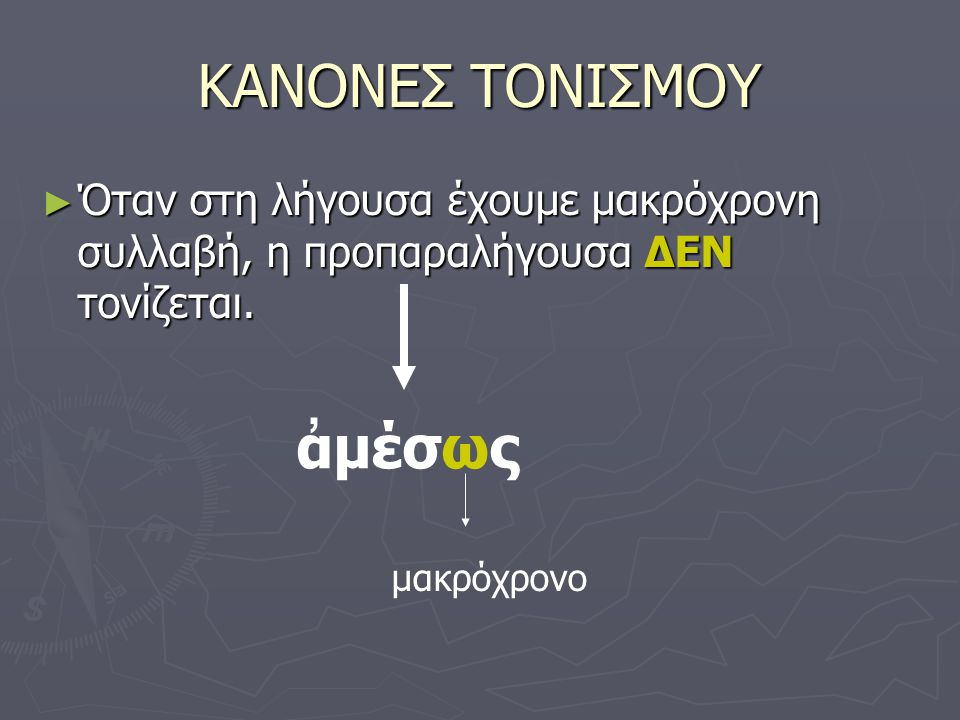 ΚΑΝΟΝΕΣ ΤΟΝΙΣΜΟΥ
► Όταν στη λήγουσα έχουμε μακρόχρονη
συλλαβή, η προπαραλήγουσα ΔΕΝ
τονίζεται.
ἀμέσως
μακρόχρονο